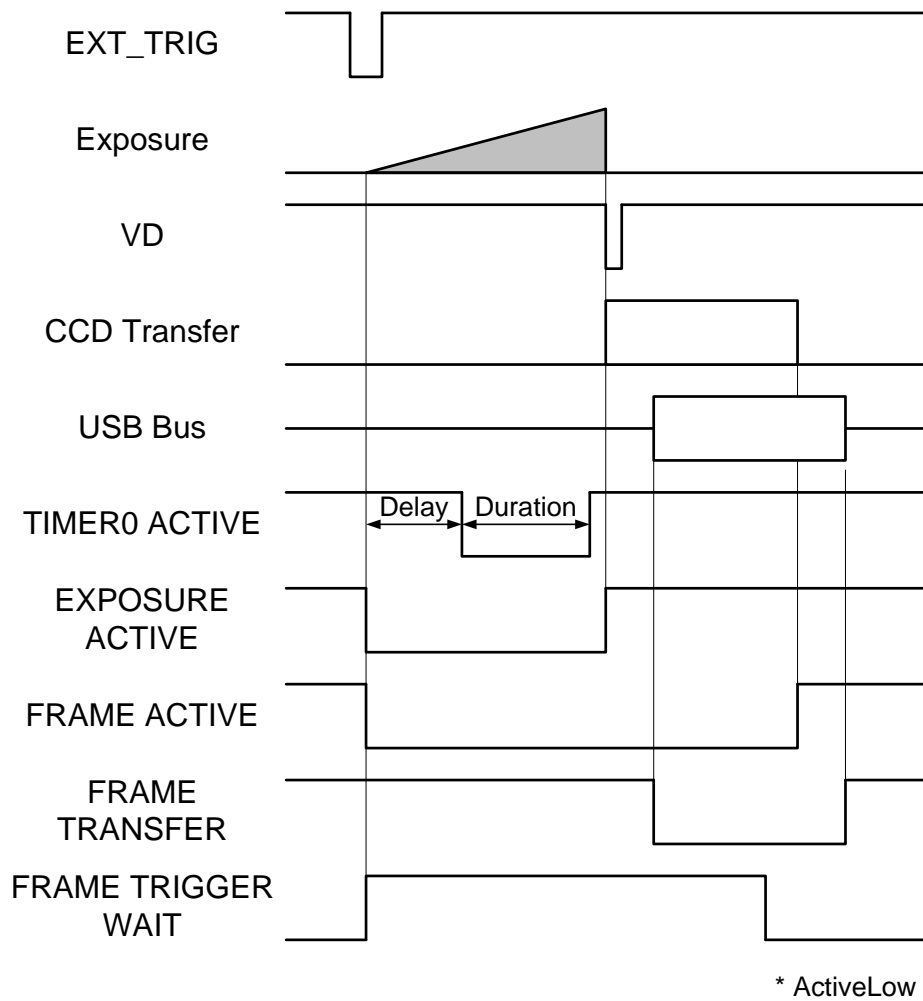 EXT_TRIG
Exposure
VD
CCD Transfer
USB Bus
TIMER0 ACTIVE
Delay
Duration
EXPOSURE
ACTIVE
FRAME ACTIVE
FRAME
TRANSFER
FRAME TRIGGER
WAIT
* ActiveLow